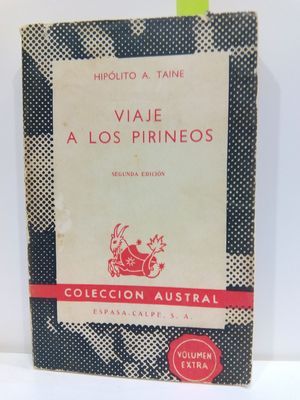 HIPÓLITO A. TAINE
VIAJE
A LOS PIRINEOS
SEGUNDA EDICIÓN
COLECCION AUSTRAL
ESPASA-CALPE, S. A.
VOLUMEN
EXTRA